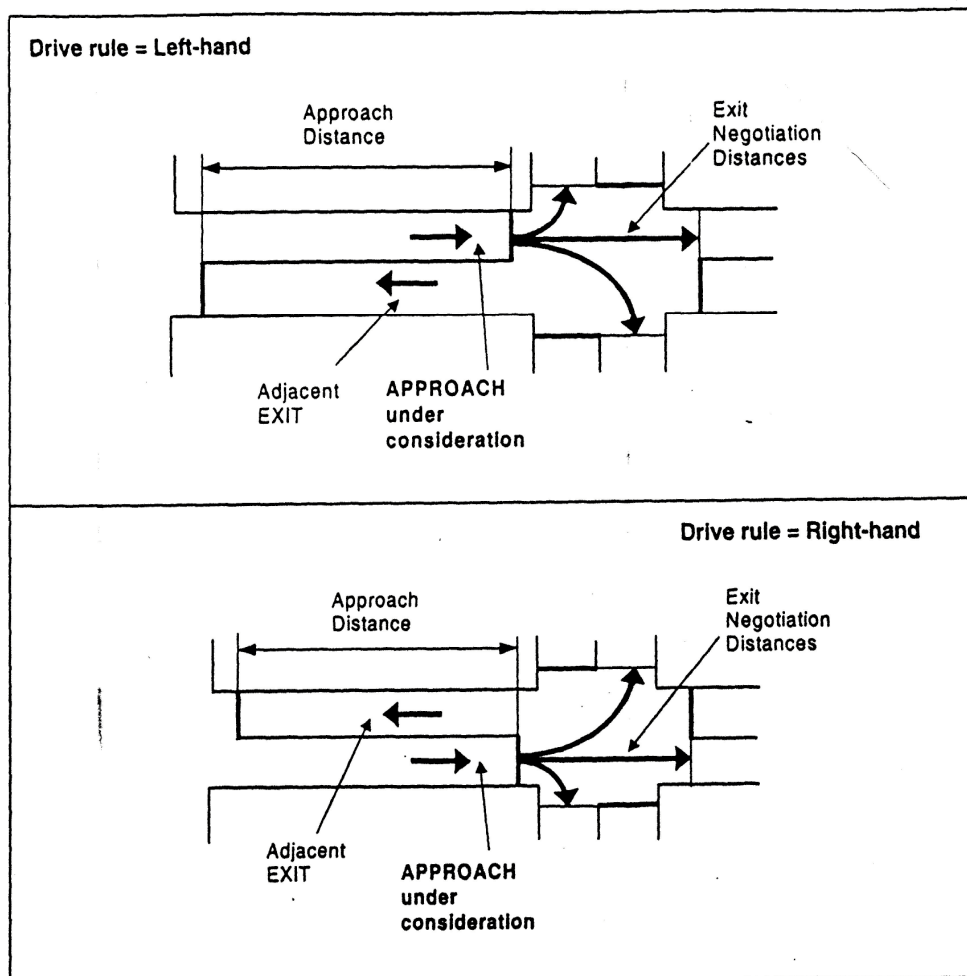 Drive rule = Left-hand
Approach
Distance
Exit
Negotiation
Distances
Adjacent
EXIT
APPROACH
under
consideration
Drive rule = Right-hand
Approach
Distance
Exit
Negotiation
Distances
Adjacent
EXIT
APPROACH
under
consideration